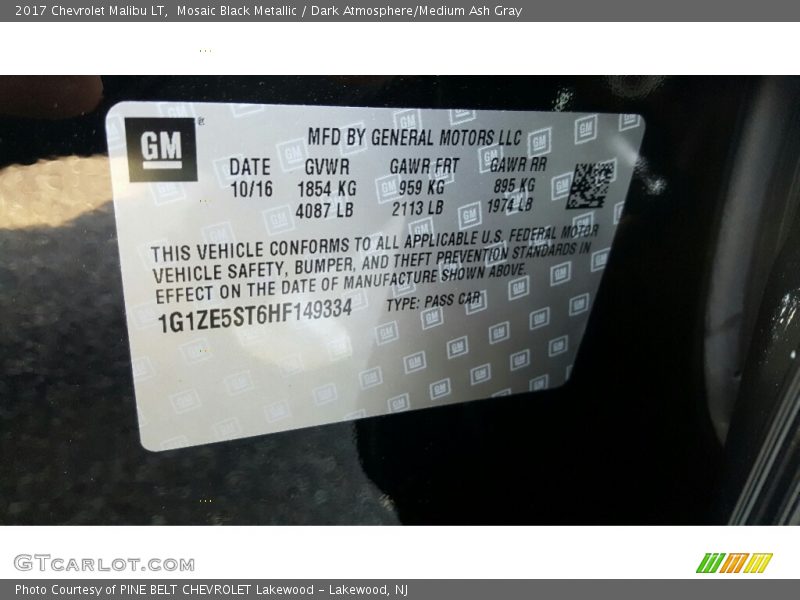 2017 Chevrolet Malibu LT,  Mosaic Black Metallic / Dark Atmosphere/Medium Ash Gray
GM®
MFD BY GENERAL MOTORS LLC
DATE GVWR GAWR FRT GAWR RR
10/16 1854 KG 959 KG 895 KG
4087 LB 2113 LB 1974 LB
THIS VEHICLE CONFORMS TO ALL APPLICABLE U.S. FEDERAL MOTOR
VEHICLE SAFETY, BUMPER, AND THEFT PREVENTION STANDARDS IN
EFFECT ON THE DATE OF MANUFACTURE SHOWN ABOVE.
1G1ZE5ST6HF149334 TYPE: PASS CAR
GTCARLOT.COM
Photo Courtesy of PINE BELT CHEVROLET Lakewood - Lakewood, NJ